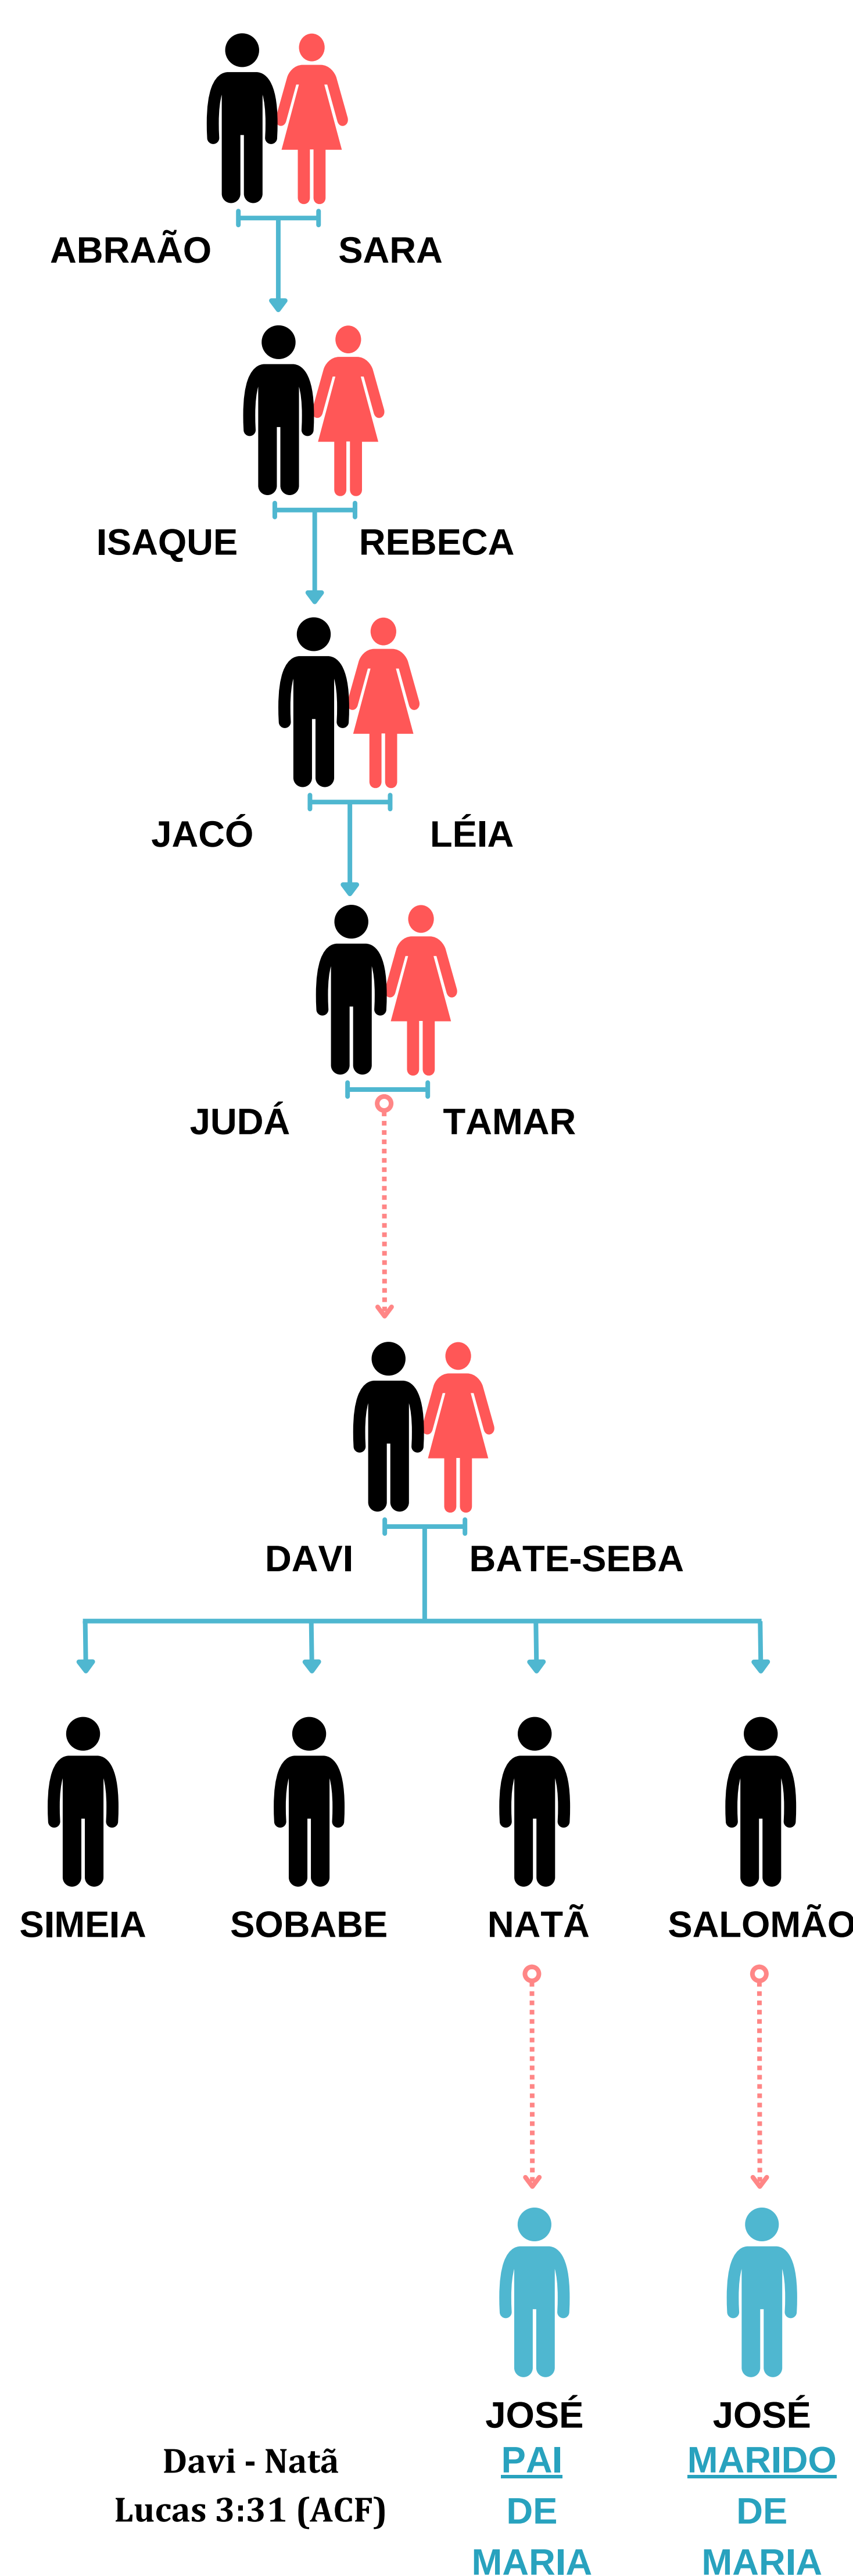 ABRAÃO SARA
ISAQUE REBECA
JACÓ LÉIA
JUDÁ TAMAR
DAVI BATE-SEBA
SIMEIA SOBABE NATÃ SALOMÃO
JOSÉ JOSÉ
Davi - Natã PAI MARIDO
Lucas 3:31 (ACF) DE DE
MARIA MARIA